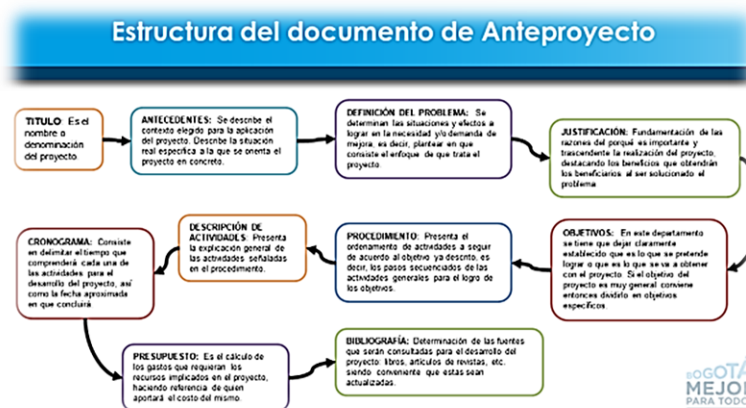 Estructura del documento de Anteproyecto
TITULO: Es el
nombre o
denominación
del proyecto.
ANTECEDENTES: Se describe el
contexto elegido para la aplicación
del proyecto. Describe la situación
real específica a la que se orienta el
proyecto en concreto.
DEFINICIÓN DEL PROBLEMA: Se
determinan las situaciones y efectos a
lograr en la necesidad y/o demanda de
mejora, es decir, plantear en que
consiste el enfoque de que trata el
proyecto.
JUSTIFICACIÓN: Fundamentación de las
razones del porqué es importante y
trascendente la realización del proyecto,
destacando los beneficios que obtendrán
los beneficiarios al ser solucionado el
problema
OBJETIVOS: En este departamento
se tiene que dejar claramente
establecido que es lo que se pretende
lograr o que es lo que se va a obtener
con el proyecto. Si el objetivo del
proyecto es muy general conviene
entonces dividirlo en objetivos
específicos.
PROCEDIMIENTO: Presenta el
ordenamiento de actividades a seguir
de acuerdo al objetivo ya descrito, es
decir, los pasos secuenciados de las
actividades generales para el logro de
los objetivos.
DESCRIPCIÓN DE
ACTIVIDADES: Presenta
la explicación general de
las actividades señaladas
en el procedimiento.
CRONOGRAMA: Consiste
en delimitar el tiempo que
comprenderá cada una de
las actividades para el
desarrollo del proyecto, así
como la fecha aproximada
en que concluirá.
PRESUPUESTO: Es el cálculo de
los gastos que requieran los
recursos implicados en el proyecto,
haciendo referencia de quien
aportará el costo del mismo.
BIBLIOGRAFÍA: Determinación de las fuentes
que serán consultadas para el desarrollo del
proyecto: libros, artículos de revistas, etc.
siendo conveniente que estas sean
actualizadas.
BOGOTÁ
MEJOR
PARA TODOS